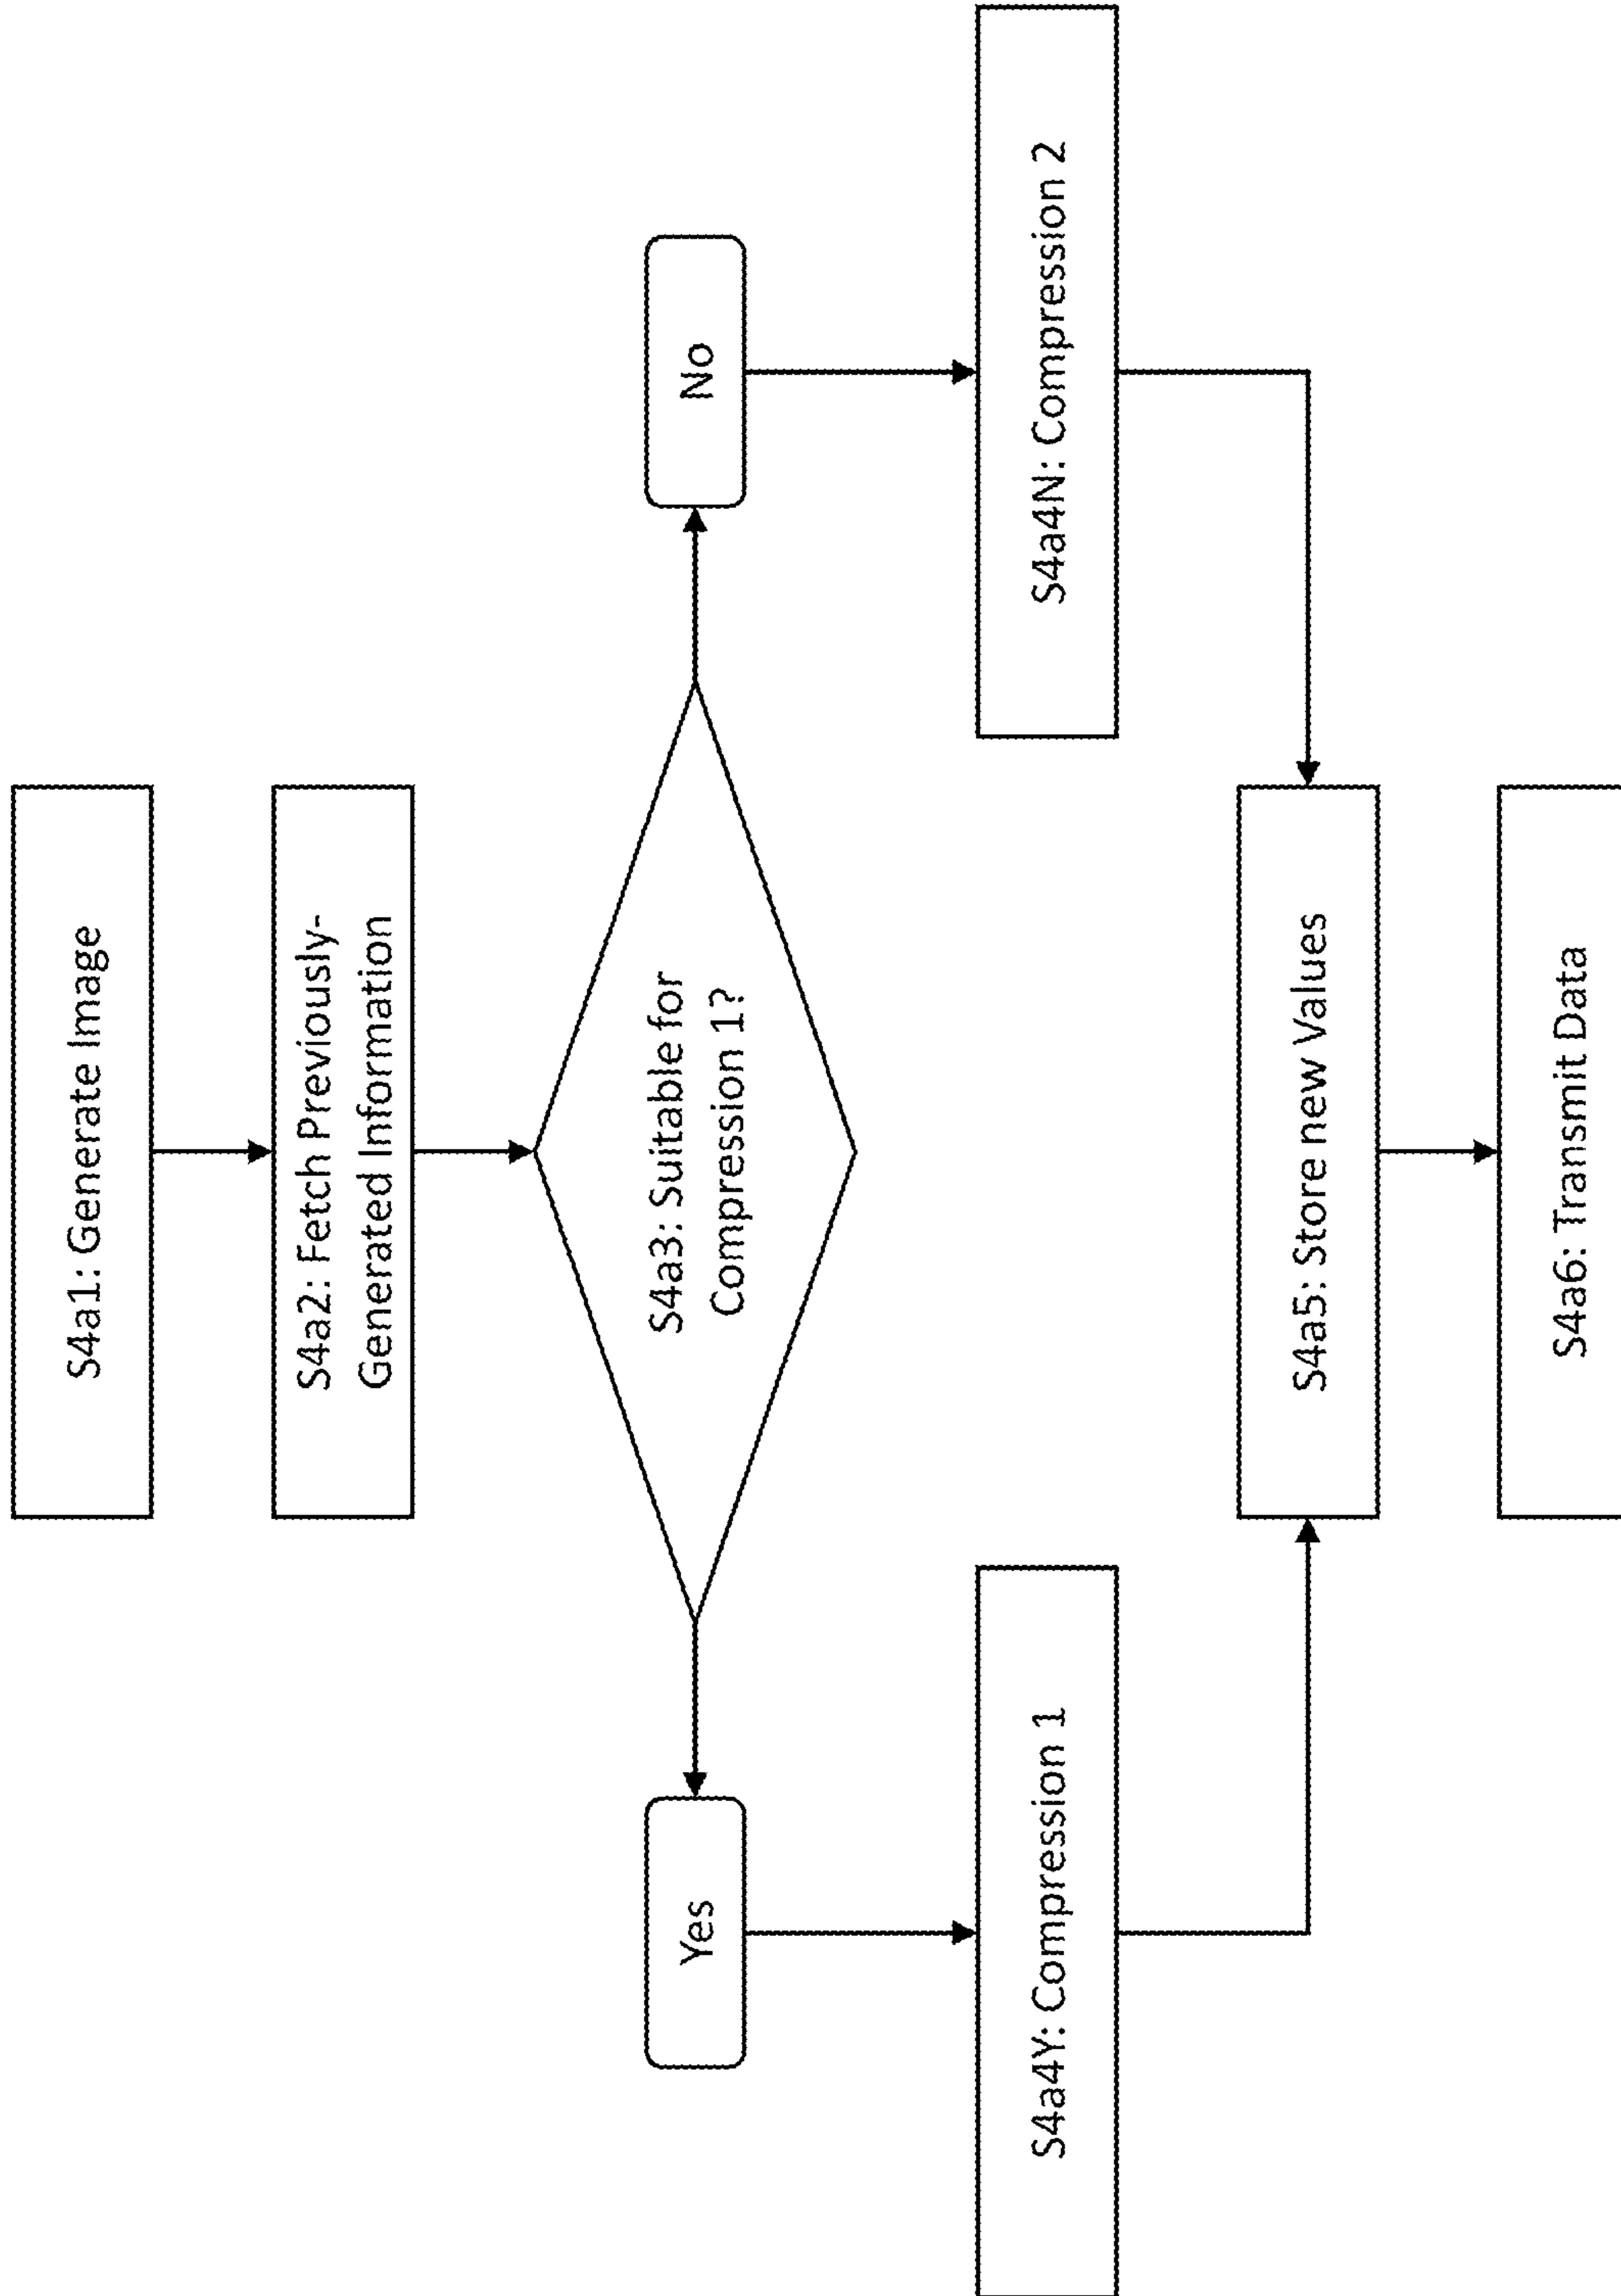 S4a1: Generate Image
S4a2: Fetch Previously-
Generated Information
S4a3: Suitable for
Compression 1?
Yes
No
S4a4Y: Compression 1
S4a4N: Compression 2
S4a5: Store new Values
S4a6: Transmit Data